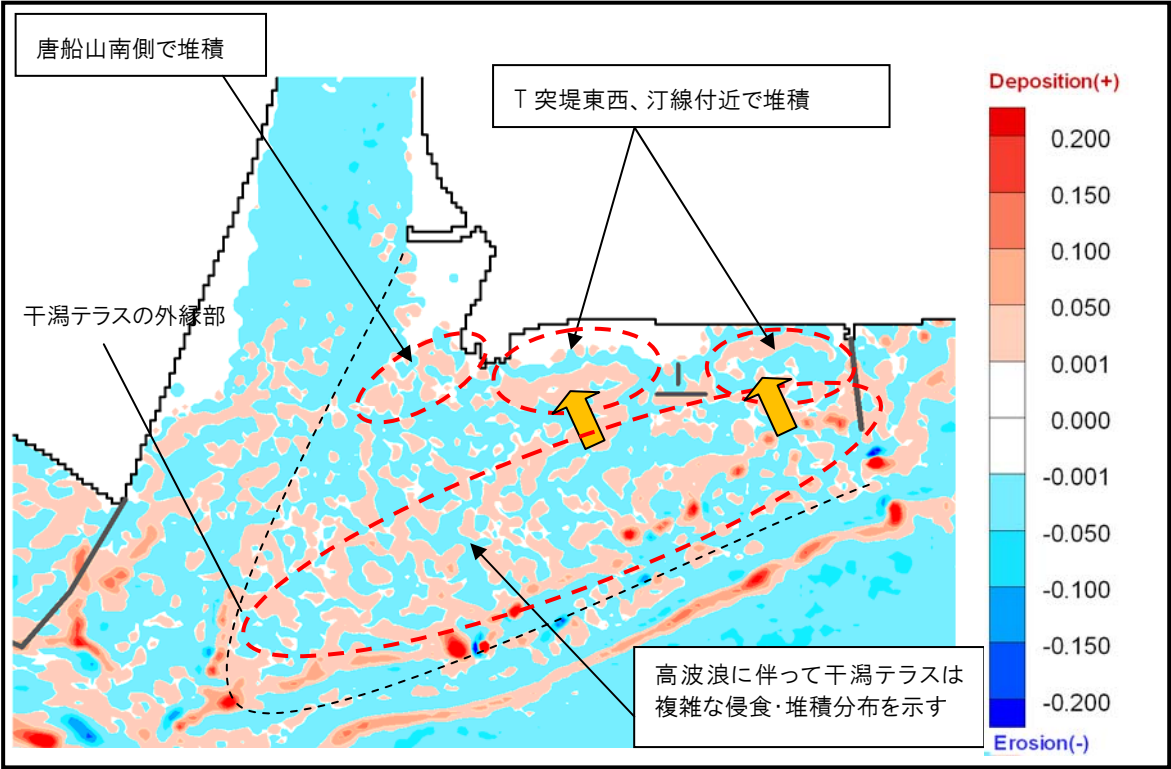 唐船山南側で堆積
T 突堤東西、汀線付近で堆積
干潟テラスの外縁部
高波浪に伴って干潟テラスは
複雑な侵食・堆積分布を示す
Deposition(+)
0.200
0.150
0.100
0.050
0.001
0.000
-0.001
-0.050
-0.100
-0.150
-0.200
Erosion(-)